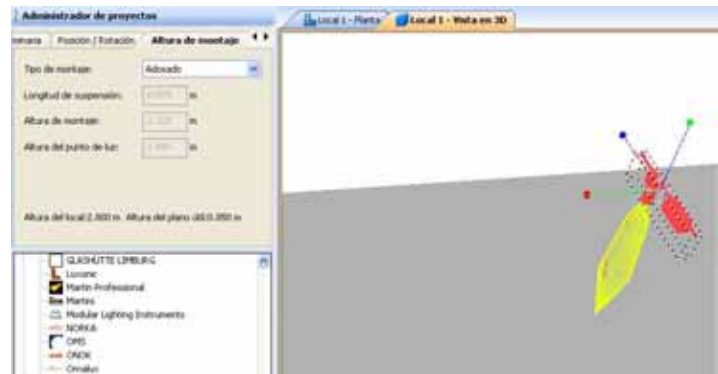 Administrador de proyectos
Local 1 - Planta
Local 1 - Vista en 3D
Posición / Rotación
Altura de montaje
Tipo de montaje:
Adosado
Longitud de suspensión:
m
Altura de montaje:
m
Altura del punto de luz:
m
Altura del local:2.800 m Altura del plano útil:0.850 m
GLASHÜTTE LIMBURG
Luxonic
Martin Professional
Martini
Modular Lighting Instruments
NORKA
OMS
ONOK
Ornalux